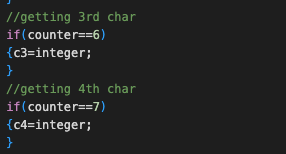 }
//getting 3rd char
if(counter==6)
{c3=integer;
}
//getting 4th char
if(counter==7)
{c4=integer;
}